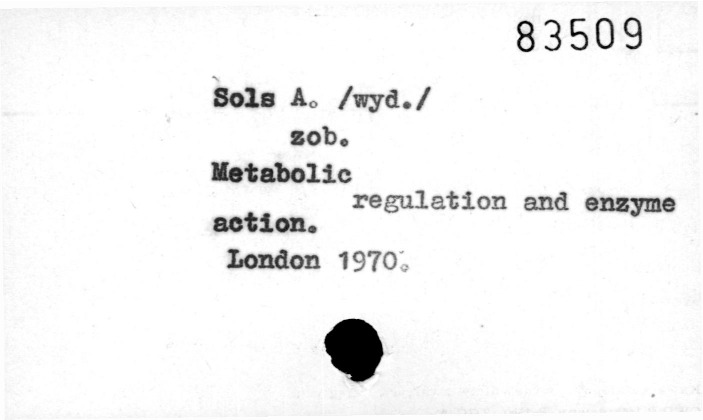 83509
Sols A. /wyd./
zob.
Metabolic
regulation and enzyme
action.
London 1970.